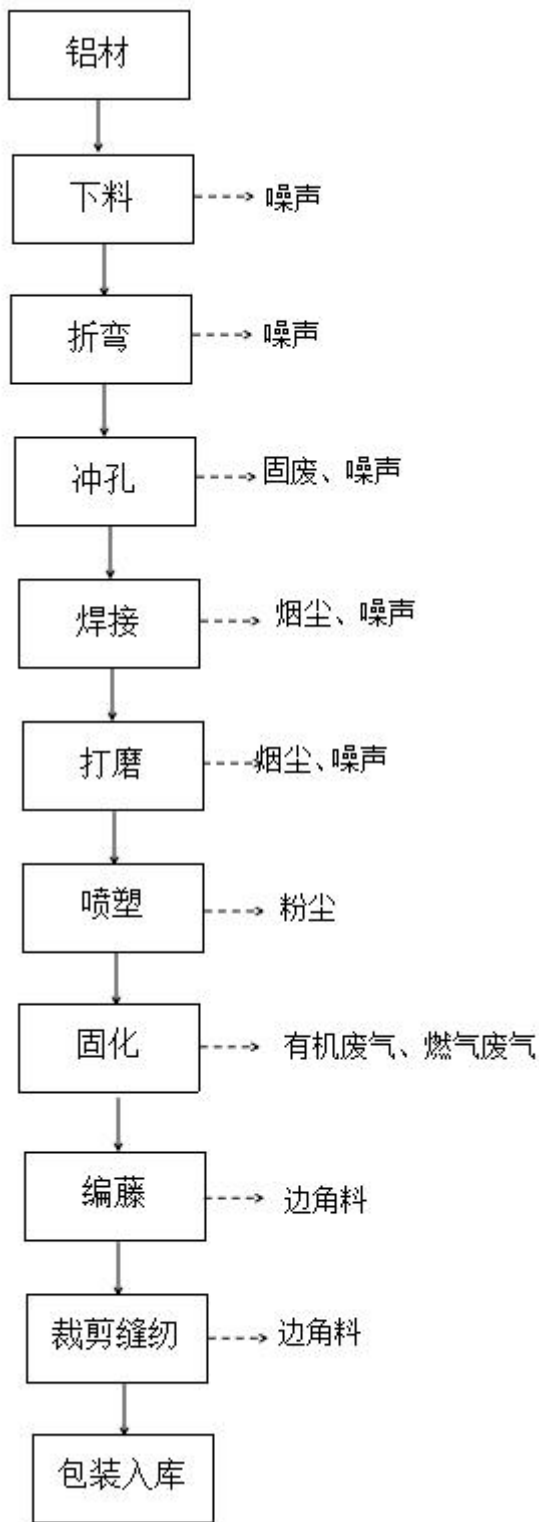 铝材
下料 噪声
折弯 噪声
冲孔 固废、噪声
焊接 烟尘、噪声
打磨 烟尘、噪声
喷塑 粉尘
固化 有机废气、燃气废气
编藤 边角料
裁剪缝纫 边角料
包装入库